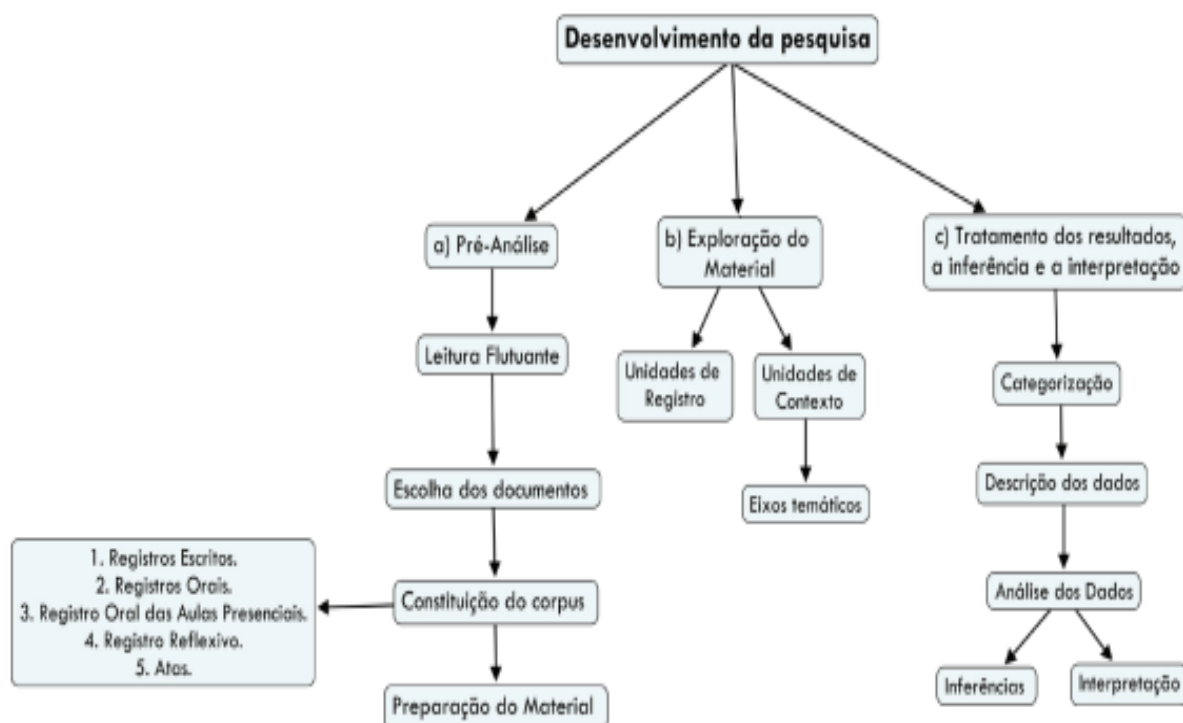 Desenvolvimento da pesquisa
a) Pré-Análise
Leitura Flutuante
Escolha dos documentos
Constituição do corpus
1. Registros Escritos.
2. Registros Orais.
3. Registro Oral das Aulas Presenciais.
4. Registro Reflexivo.
5. Atas.
Preparação do Material
b) Exploração do
Material
Unidades de
Registro
Unidades de
Contexto
Eixos temáticos
c) Tratamento dos resultados,
a inferência e a interpretação
Categorização
Descrição dos dados
Análise dos Dados
Inferências
Interpretação